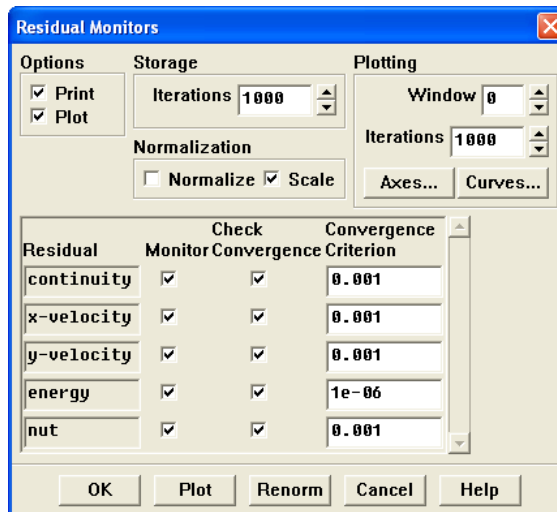 Residual Monitors
Options
Print
Plot
Storage
Iterations 1000
Normalization
Normalize Scale
Plotting
Window 0
Iterations 1000
Axes... Curves...
Check Convergence
Residual Monitor Convergence Criterion
continuity 0.001
x-velocity 0.001
y-velocity 0.001
energy 1e-06
nut 0.001
OK Plot Renorm Cancel Help